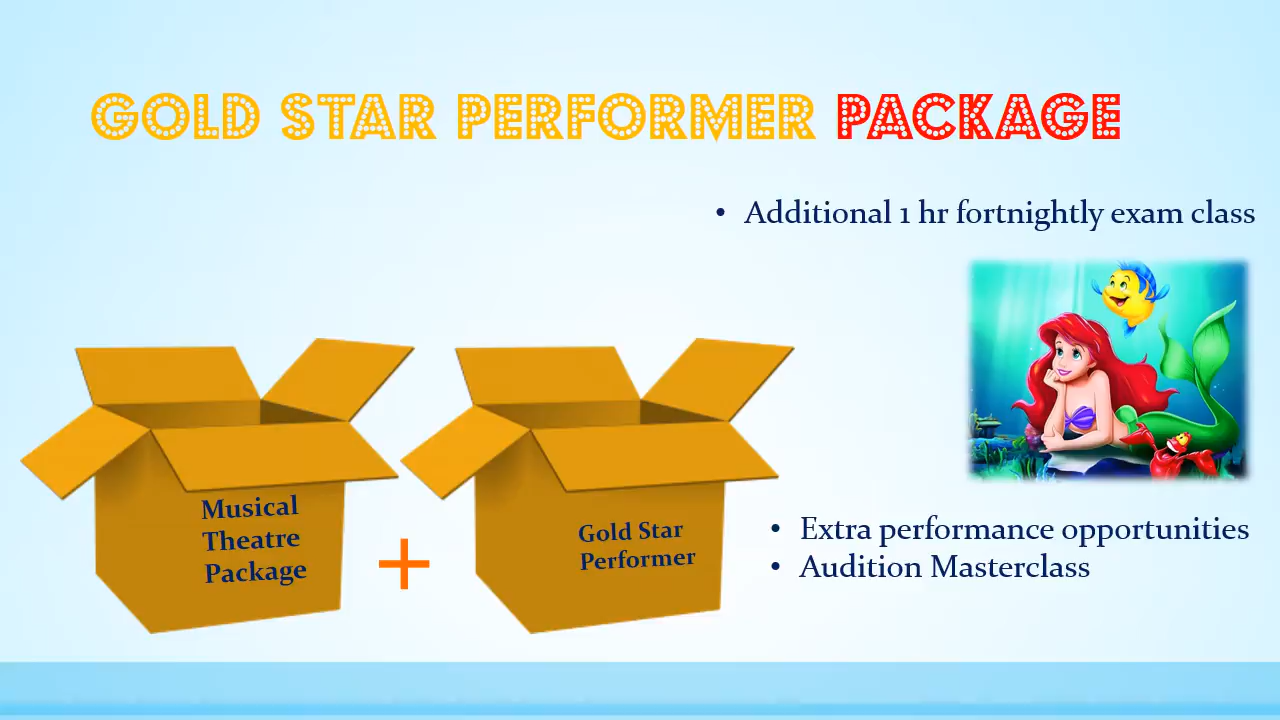 GOLD STAR PERFORMER PACKAGE
• Additional 1 hr fortnightly exam class
Musical
Theatre
Package
+
Gold Star
Performer
• Extra performance opportunities
• Audition Masterclass